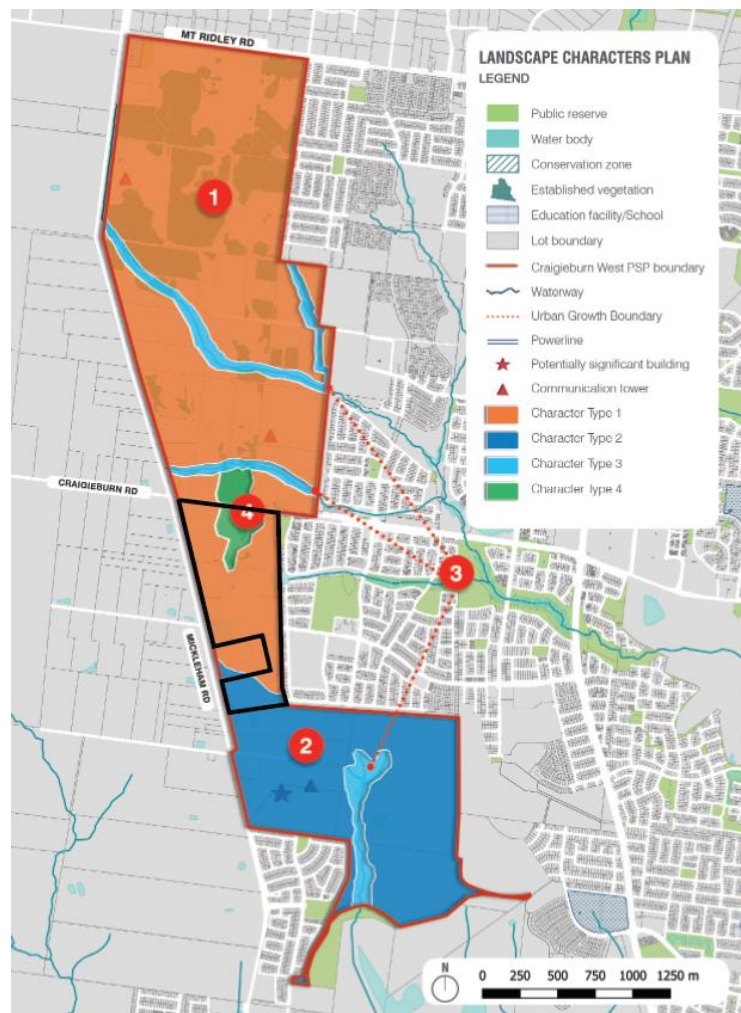 MT RIDLEY RD
LANDSCAPE CHARACTERS PLAN
LEGEND
Public reserve
Water body
Conservation zone
Established vegetation
Education facility/School
Lot boundary
Craigieburn West PSP boundary
Waterway
Urban Growth Boundary
Powerline
Potentially significant building
Communication tower
Character Type 1
Character Type 2
Character Type 3
Character Type 4
1
CRAIGIEBURN RD
4
3
MICKLEHAM RD
2
N
0 250 500 750 1000 1250 m